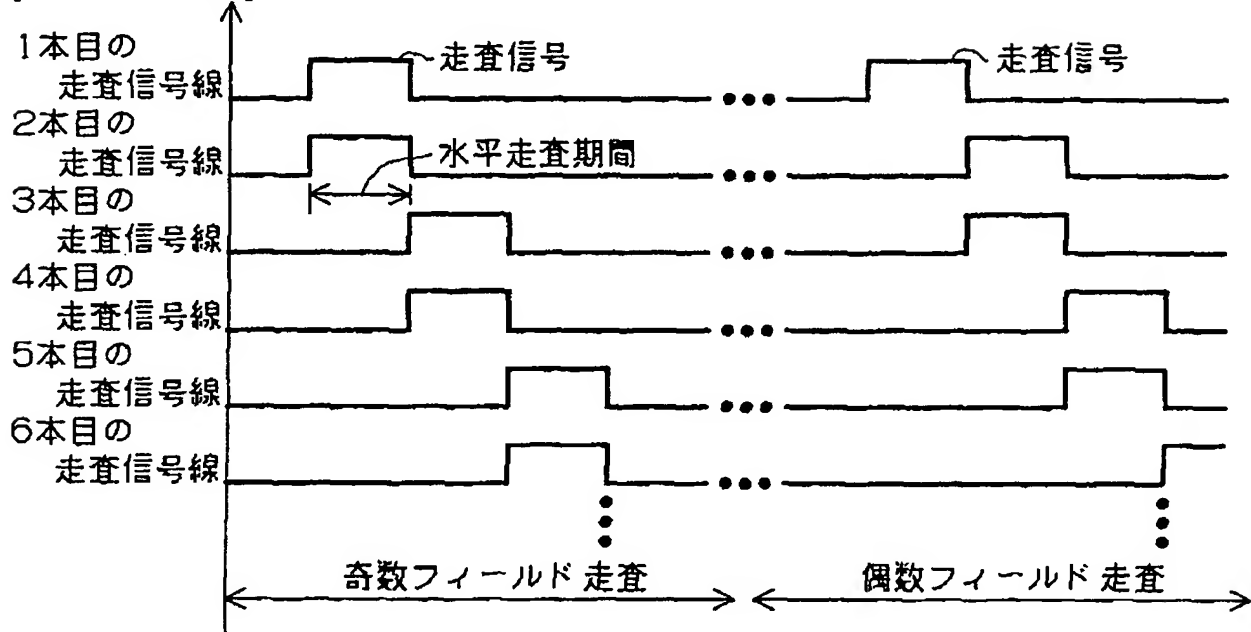 1本目の
走査信号線
走査信号
走査信号
2本目の
走査信号線
水平走査期間
3本目の
走査信号線
4本目の
走査信号線
5本目の
走査信号線
6本目の
走査信号線
奇数フィールド走査
偶数フィールド走査